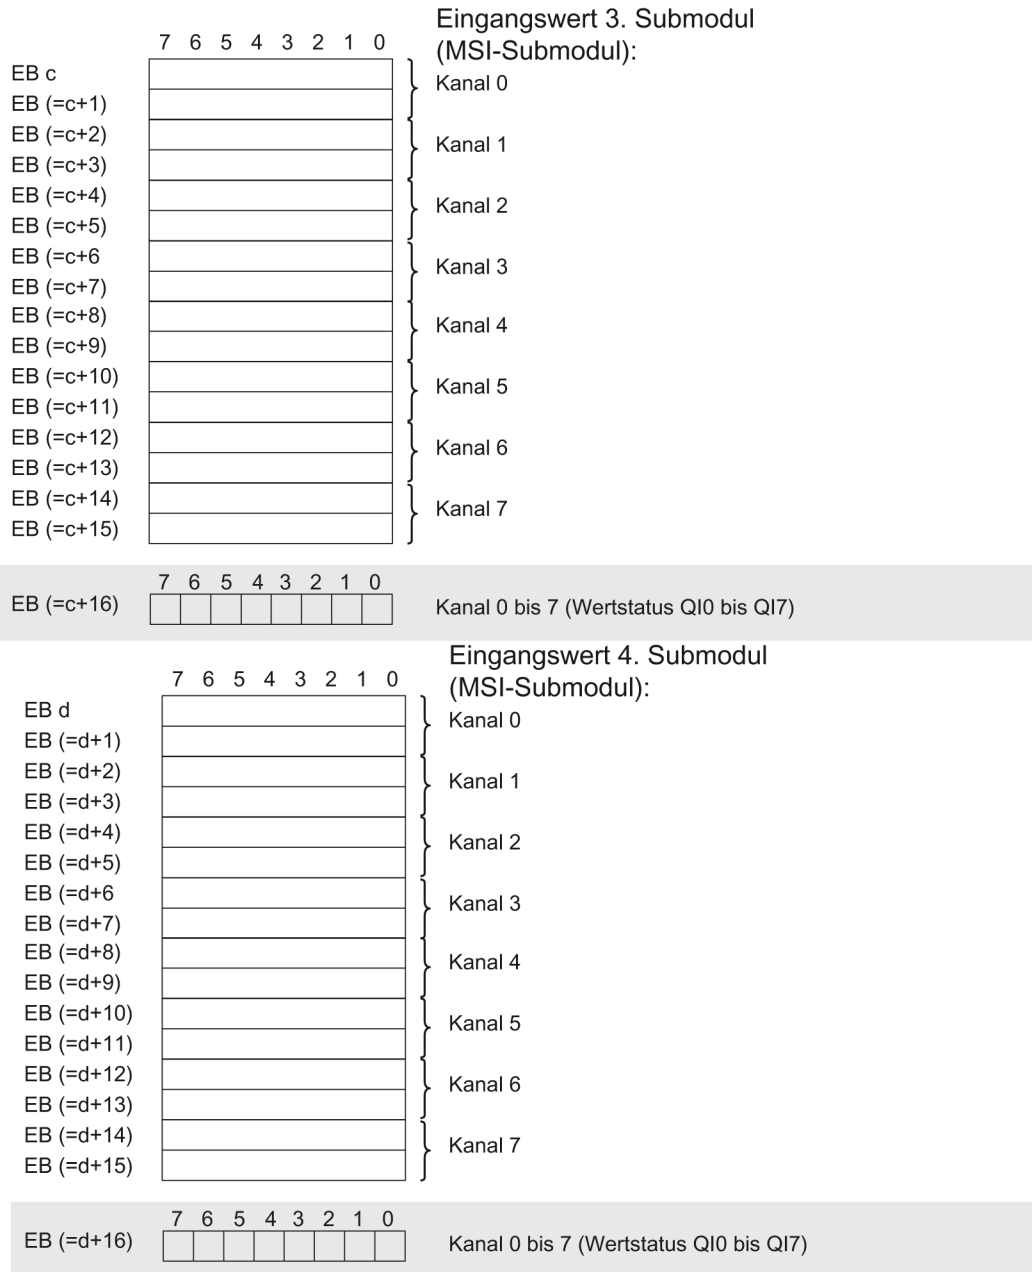 Eingangswert 3. Submodul
(MSI-Submodul):
7 6 5 4 3 2 1 0
EB c
Kanal 0
EB (=c+1)
EB (=c+2)
Kanal 1
EB (=c+3)
EB (=c+4)
Kanal 2
EB (=c+5)
EB (=c+6
Kanal 3
EB (=c+7)
EB (=c+8)
Kanal 4
EB (=c+9)
EB (=c+10)
Kanal 5
EB (=c+11)
EB (=c+12)
Kanal 6
EB (=c+13)
EB (=c+14)
Kanal 7
EB (=c+15)
7 6 5 4 3 2 1 0
EB (=c+16) Kanal 0 bis 7 (Wertstatus QI0 bis QI7)
Eingangswert 4. Submodul
(MSI-Submodul):
7 6 5 4 3 2 1 0
EB d
Kanal 0
EB (=d+1)
EB (=d+2)
Kanal 1
EB (=d+3)
EB (=d+4)
Kanal 2
EB (=d+5)
EB (=d+6
Kanal 3
EB (=d+7)
EB (=d+8)
Kanal 4
EB (=d+9)
EB (=d+10)
Kanal 5
EB (=d+11)
EB (=d+12)
Kanal 6
EB (=d+13)
EB (=d+14)
Kanal 7
EB (=d+15)
7 6 5 4 3 2 1 0
EB (=d+16) Kanal 0 bis 7 (Wertstatus QI0 bis QI7)